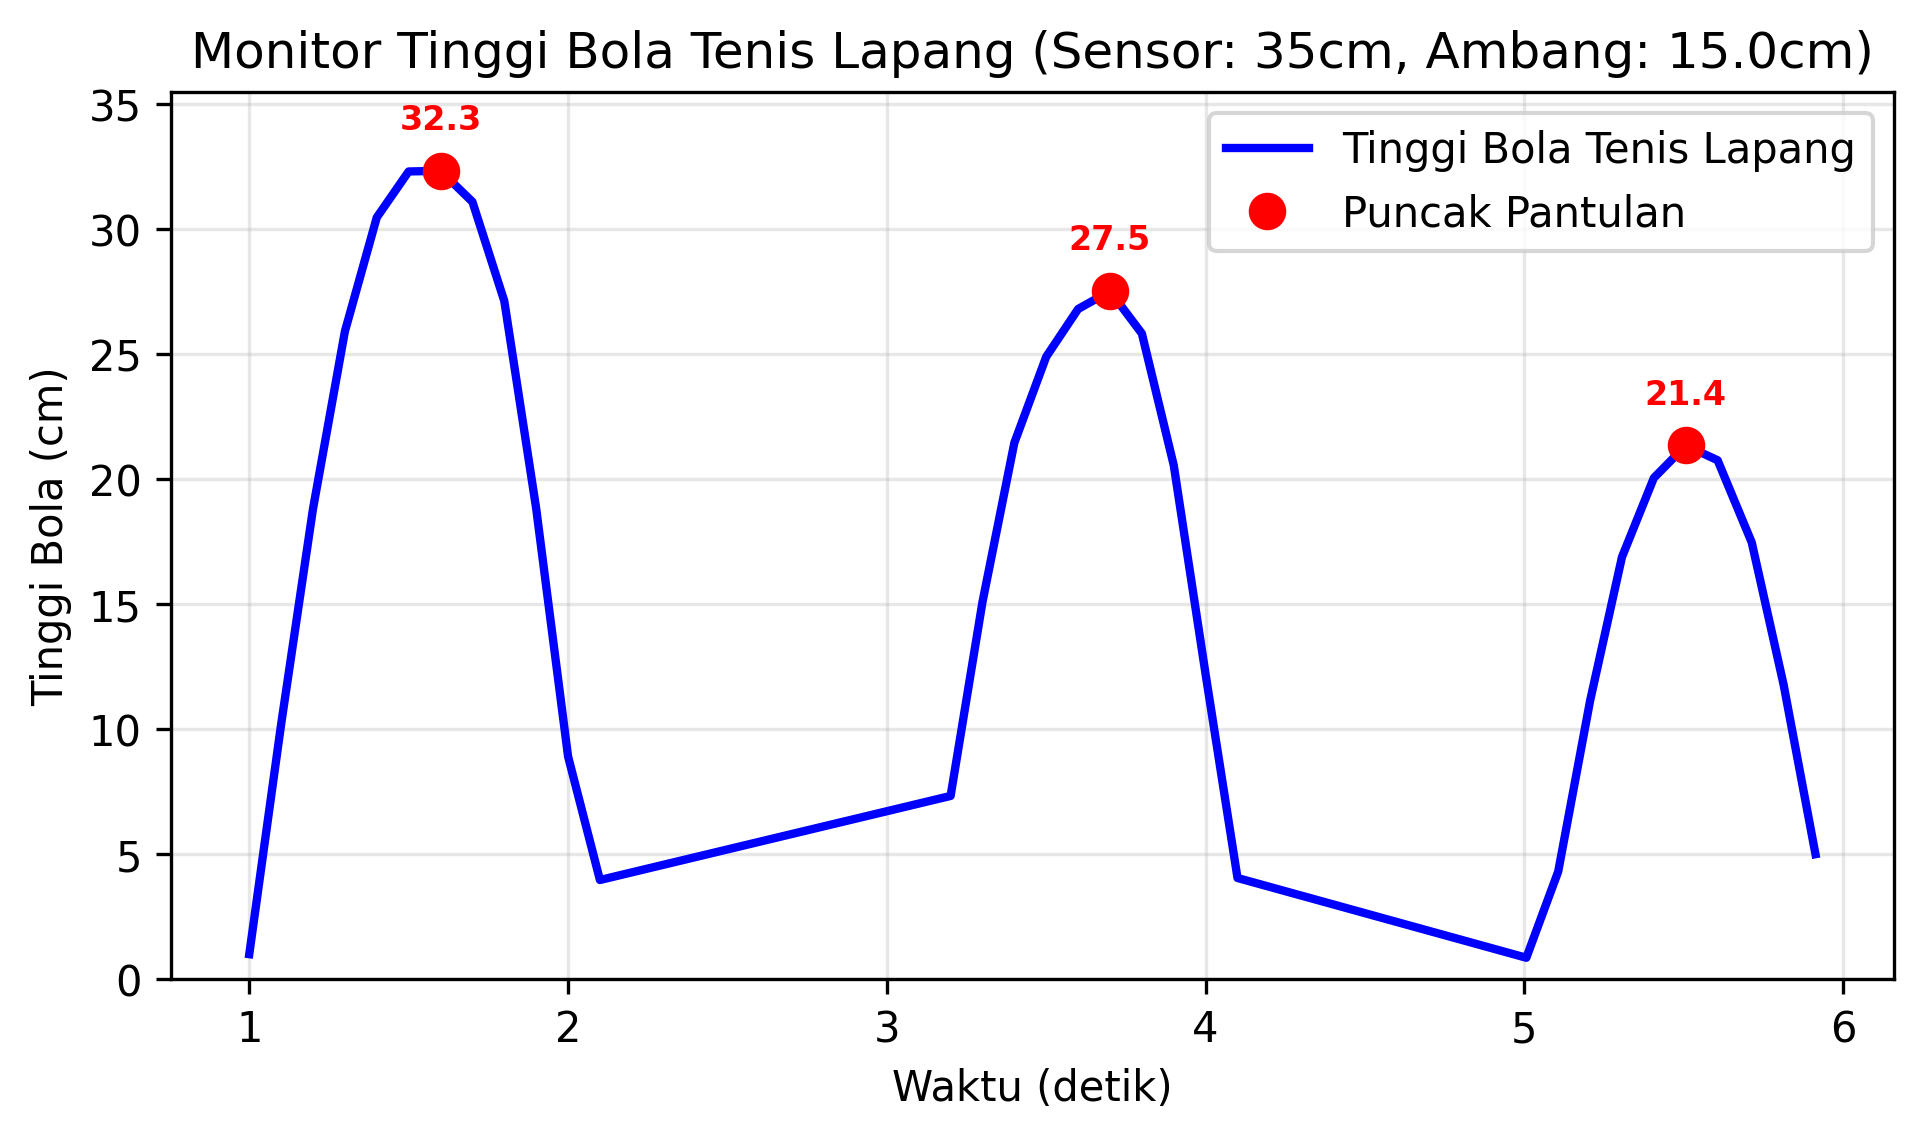 Monitor Tinggi Bola Tenis Lapang (Sensor: 35cm, Ambang: 15.0cm)
Tinggi Bola Tenis Lapang
Puncak Pantulan
32.3
27.5
21.4
Tinggi Bola (cm)
35
30
25
20
15
10
5
0
1 2 3 4 5 6
Waktu (detik)